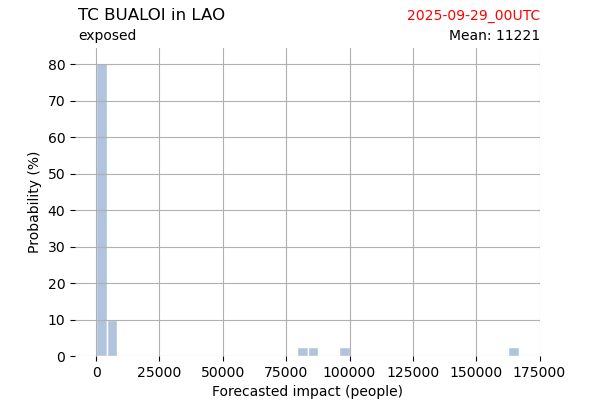 TC BUALOI in LAO
2025-09-29_00UTC
exposed
Mean: 11221
Probability (%)
80
70
60
50
40
30
20
10
0
0 25000 50000 75000 100000 125000 150000 175000
Forecasted impact (people)